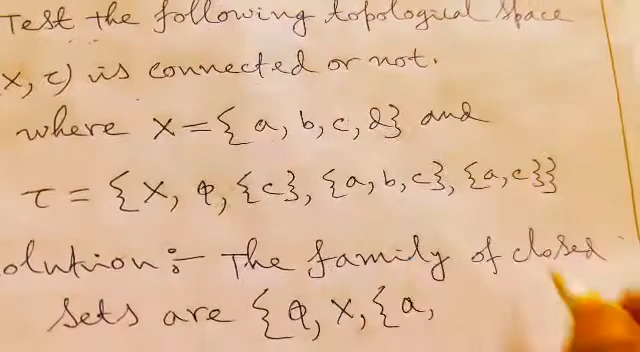 Test the following topological space
X, τ) is connected or not.
where X = {a, b, c, d} and
τ = {X, φ, {c}, {a, b, c}, {a, c}}
olution :- The family of closed
sets are {φ, X, {a,